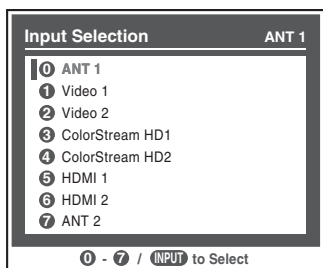 Input Selection ANT 1
0 ANT 1
1 Video 1
2 Video 2
3 ColorStream HD1
4 ColorStream HD2
5 HDMI 1
6 HDMI 2
7 ANT 2
0 - 7 / INPUT to Select